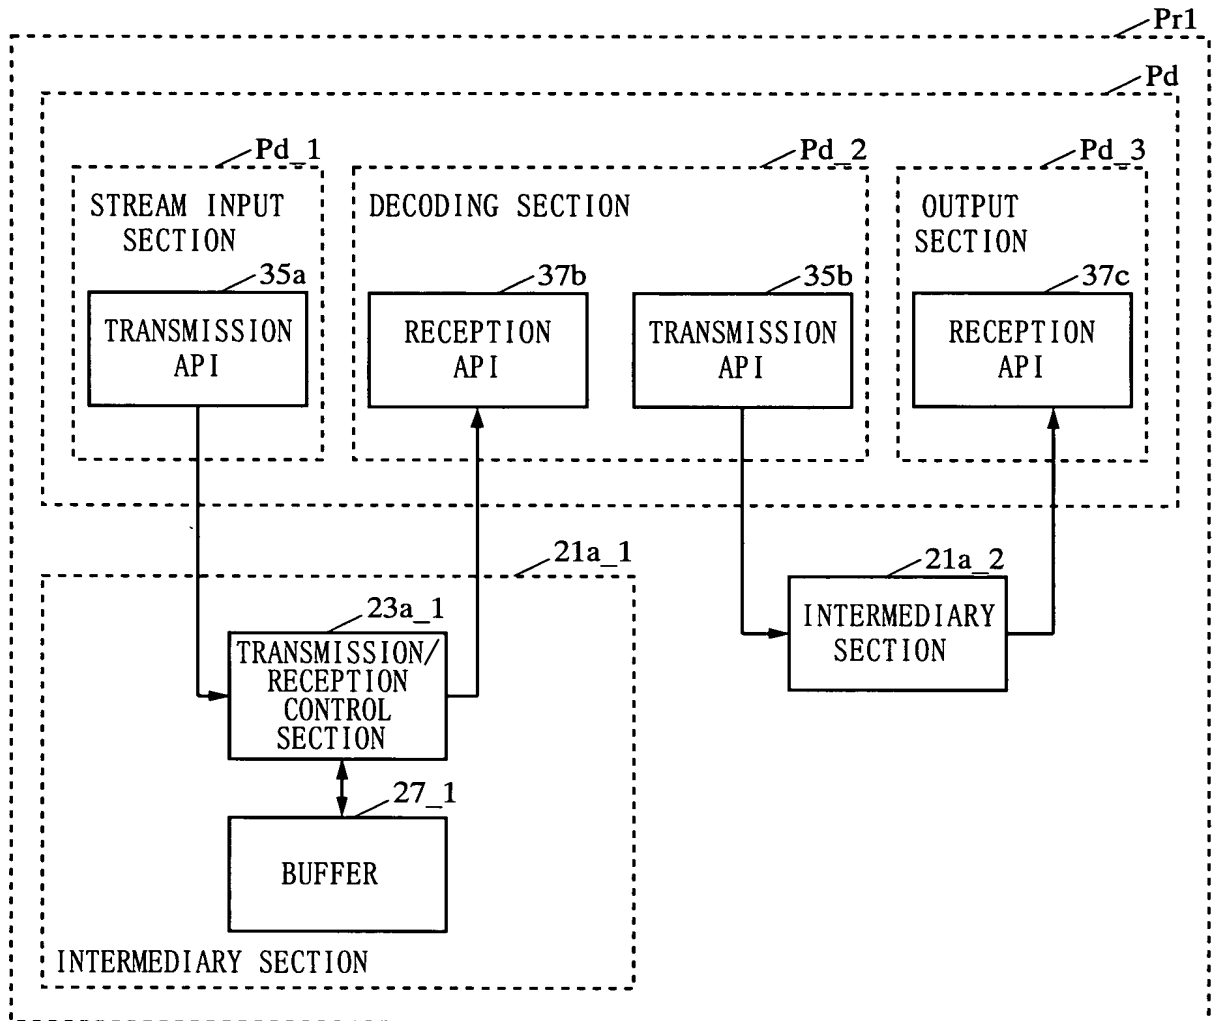 Pr1
Pd
Pd_1
Pd_2
Pd_3
STREAM INPUT
SECTION
DECODING SECTION
OUTPUT
SECTION
35a
37b
35b
37c
TRANSMISSION
API
RECEPTION
API
TRANSMISSION
API
RECEPTION
API
21a_1
21a_2
23a_1
INTERMEDIARY
SECTION
TRANSMISSION/
RECEPTION
CONTROL
SECTION
27_1
BUFFER
INTERMEDIARY SECTION